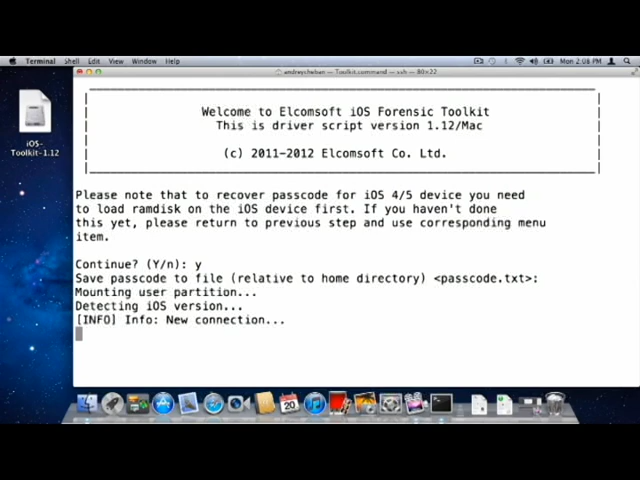 Terminal Shell Edit View Window Help Mon 2:08 PM
Toolkit.command — ssh — 80×22
iOS-
Toolkit-1.12
Welcome to Elcomsoft iOS Forensic Toolkit
This is driver script version 1.12/Mac
(c) 2011-2012 Elcomsoft Co. Ltd.
Please note that to recover passcode for iOS 4/5 device you need
to load ramdisk on the iOS device first. If you haven't done
this yet, please return to previous step and use corresponding menu
item.
Continue? (Y/n): y
Save passcode to file (relative to home directory) <passcode.txt>:
Mounting user partition...
Detecting iOS version...
[INFO] Info: New connection...
20